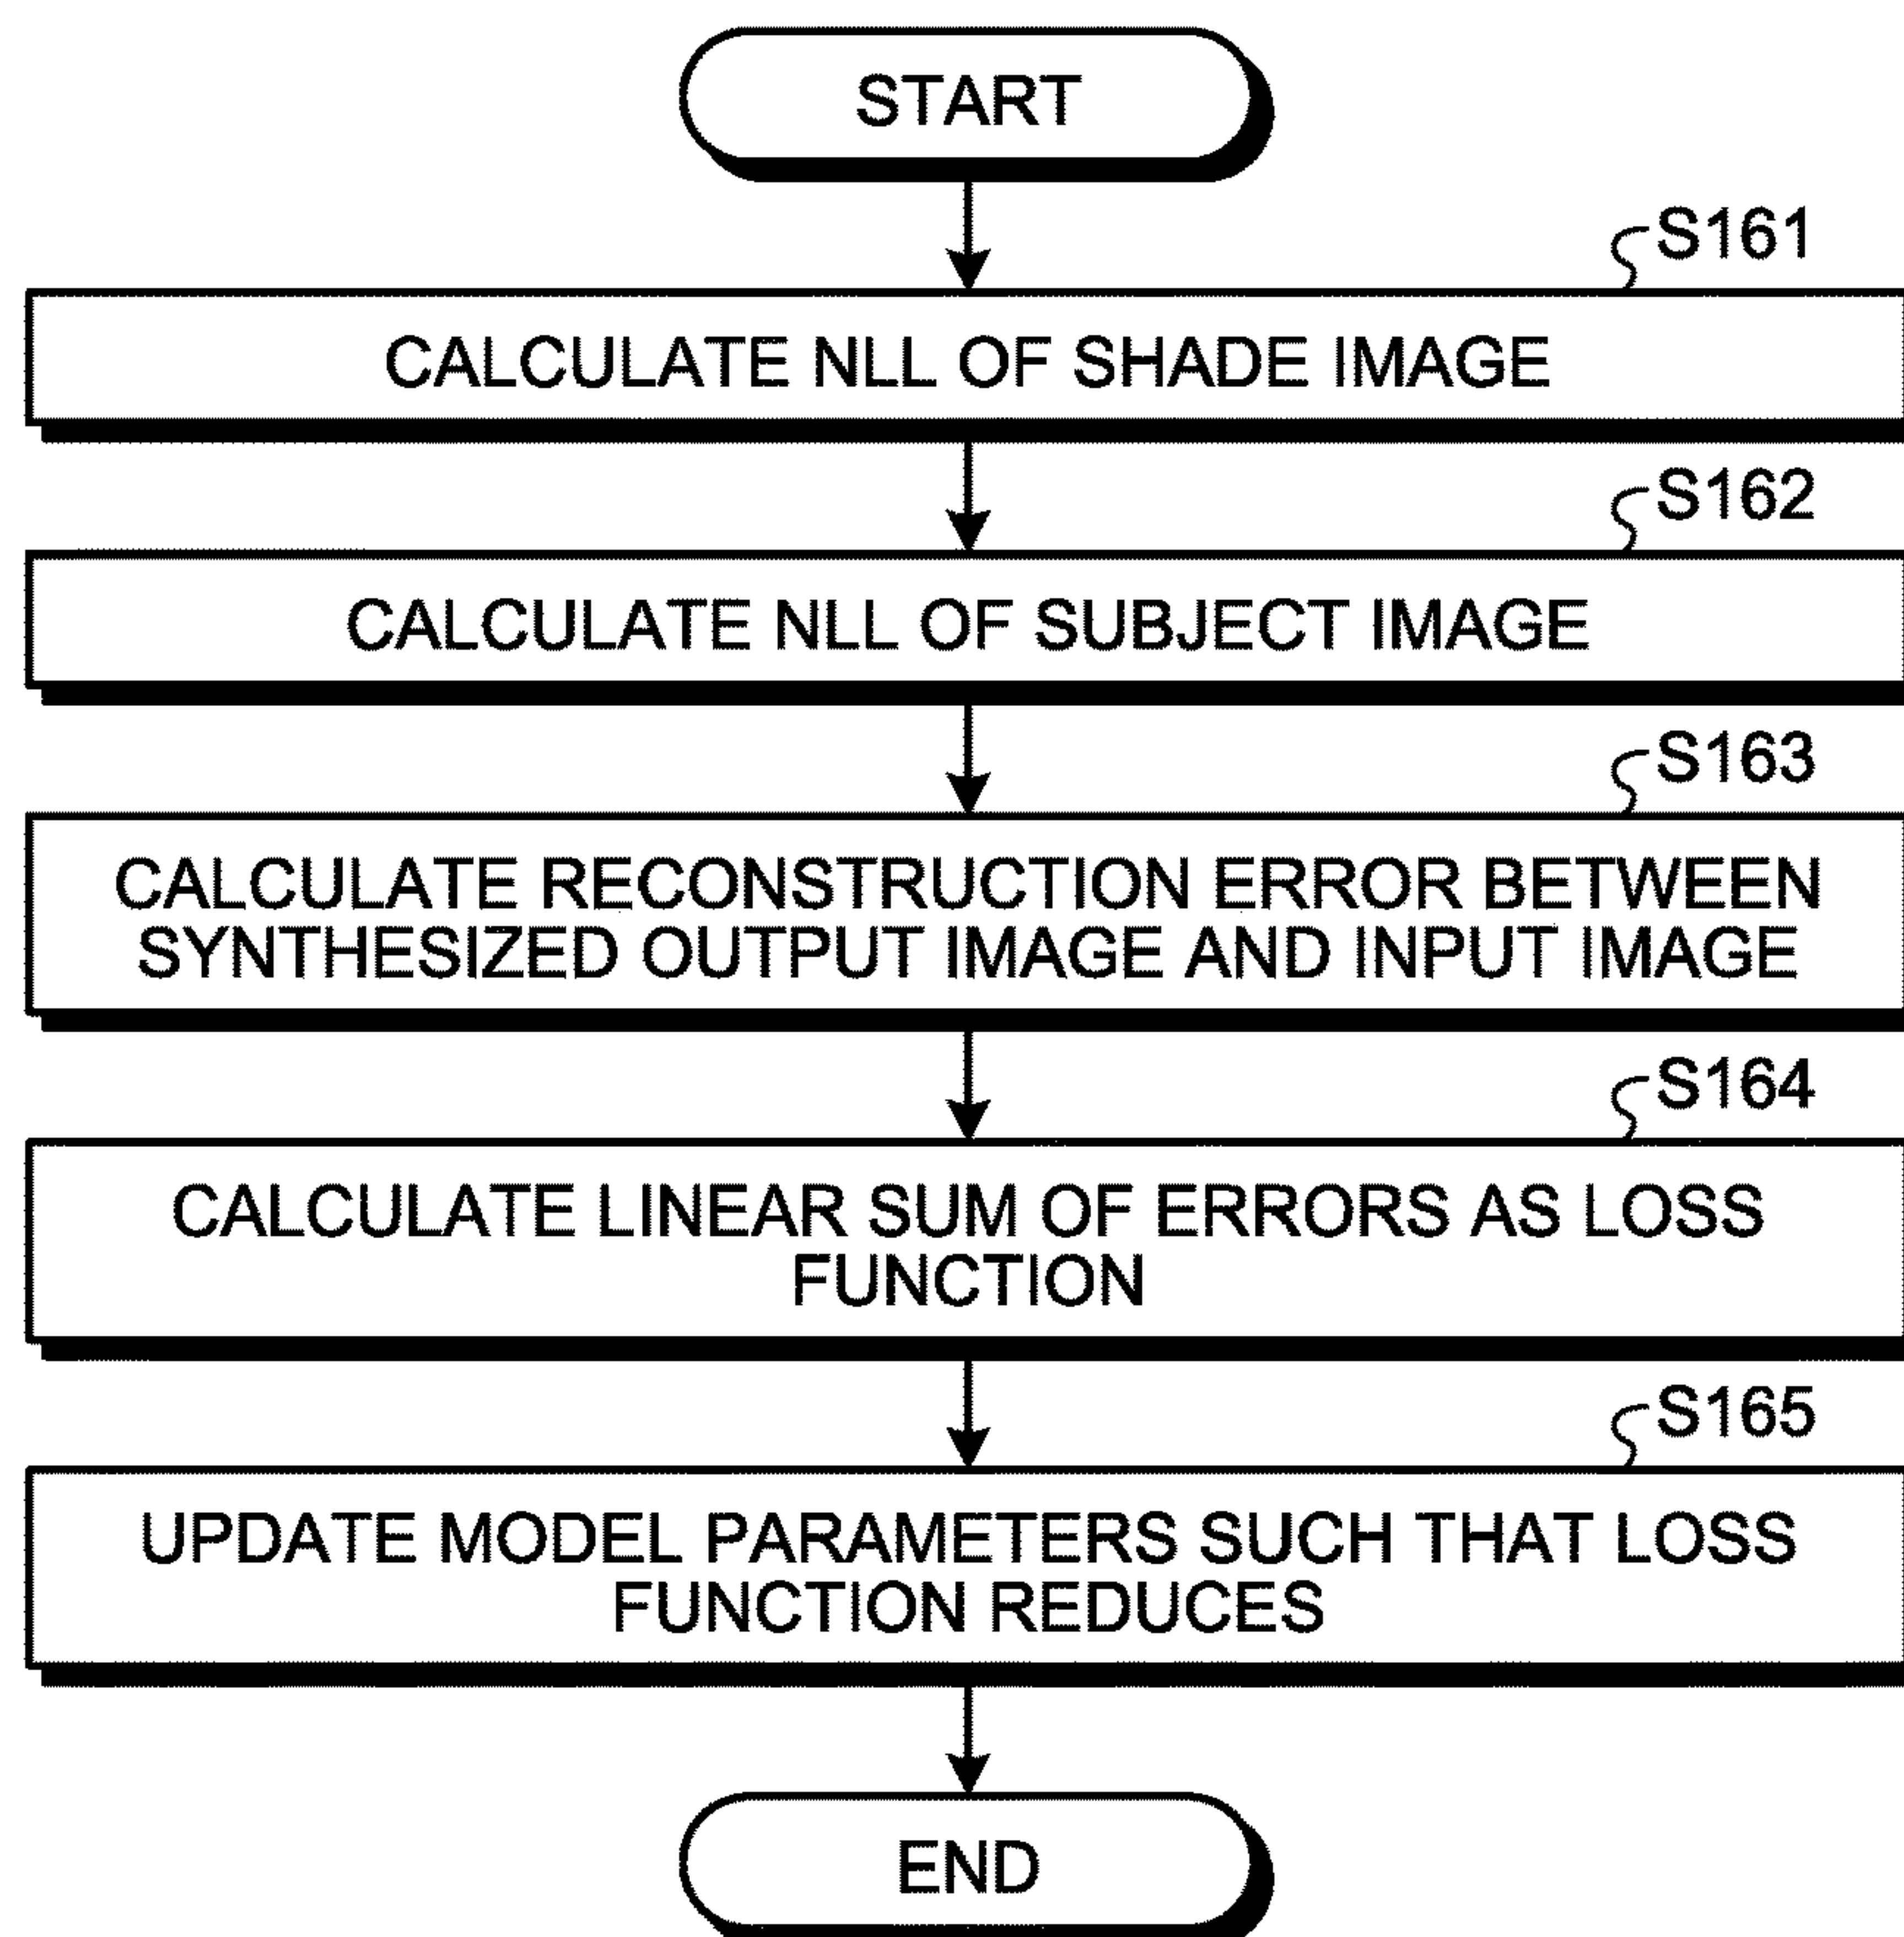 START
S161
CALCULATE NLL OF SHADE IMAGE
S162
CALCULATE NLL OF SUBJECT IMAGE
S163
CALCULATE RECONSTRUCTION ERROR BETWEEN
SYNTHESIZED OUTPUT IMAGE AND INPUT IMAGE
S164
CALCULATE LINEAR SUM OF ERRORS AS LOSS
FUNCTION
S165
UPDATE MODEL PARAMETERS SUCH THAT LOSS
FUNCTION REDUCES
END